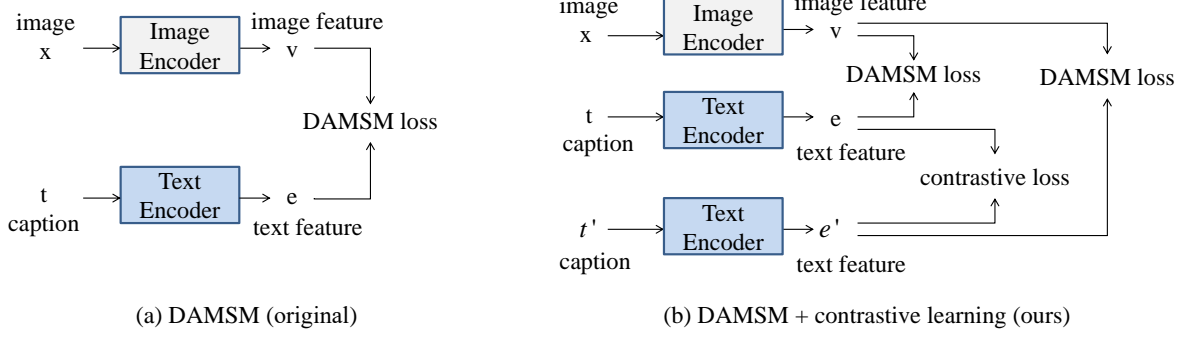 image
x
Image
Encoder
image feature
v
DAMSM loss
t
caption
Text
Encoder
e
text feature
(a) DAMSM (original)
image
x
Image
Encoder
image feature
v
DAMSM loss
DAMSM loss
t
caption
Text
Encoder
e
text feature
contrastive loss
t'
caption
Text
Encoder
e'
text feature
(b) DAMSM + contrastive learning (ours)